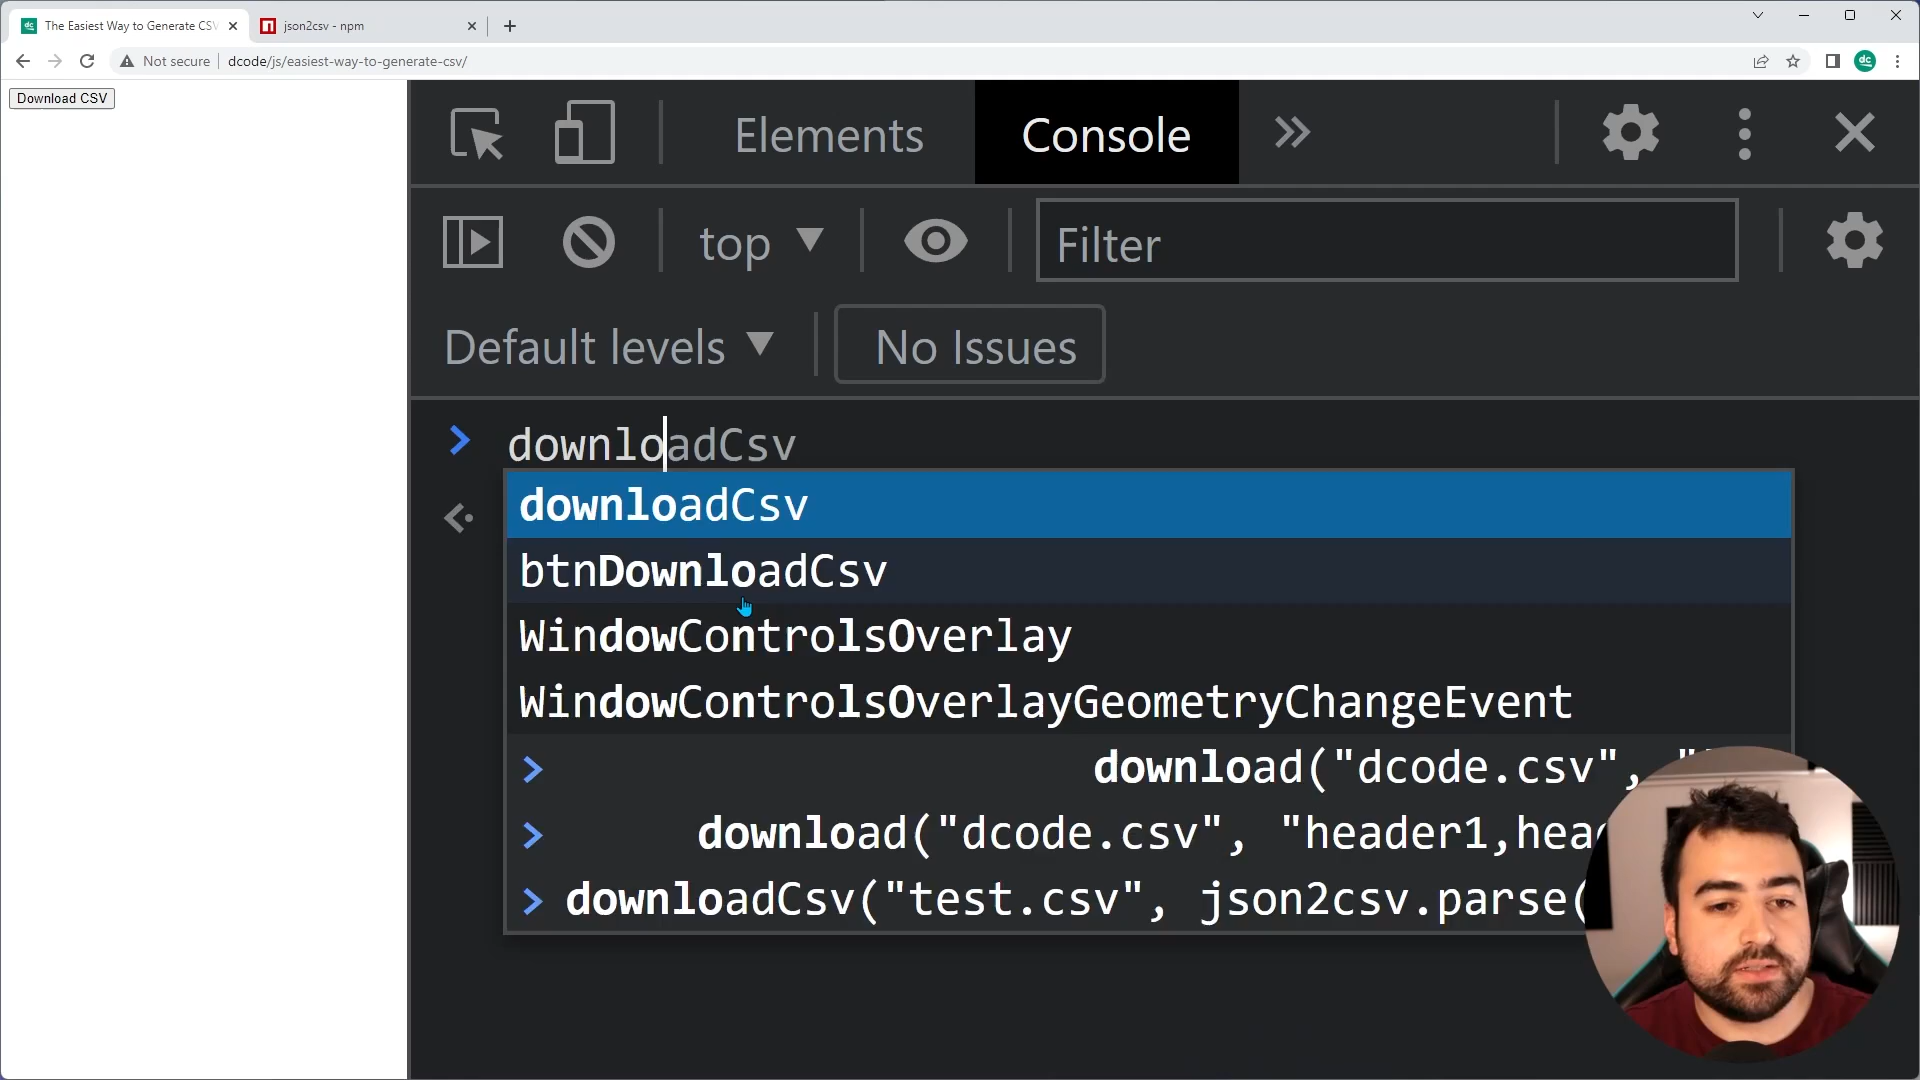 The Easiest Way to Generate CSV
json2csv - npm
Not secure
dcode/js/easiest-way-to-generate-csv/
dc
Download CSV
Elements
Console
top
Filter
Default levels
No Issues
downloadCsv
downloadCsv
btnDownloadCsv
WindowControlsOverlay
WindowControlsOverlayGeometryChangeEvent
download("dcode.csv",
download("dcode.csv", "header1,hea
downloadCsv("test.csv", json2csv.parse(